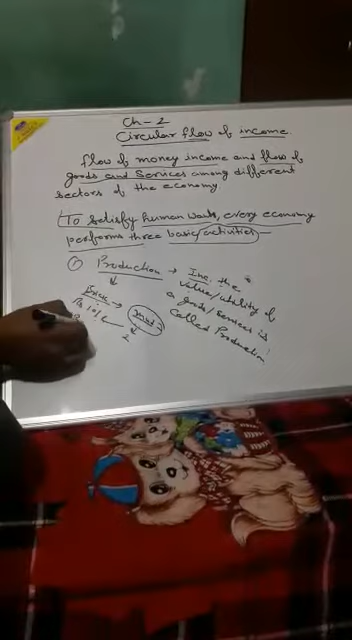 Ch-2
Circular flow of income.
flow of money income and flow of
goods and services among different
sectors of the economy
To satisfy human wants, every economy
performs three basic activities -
① Production → Inc. the
value/utility of
a goods/services is
called Production